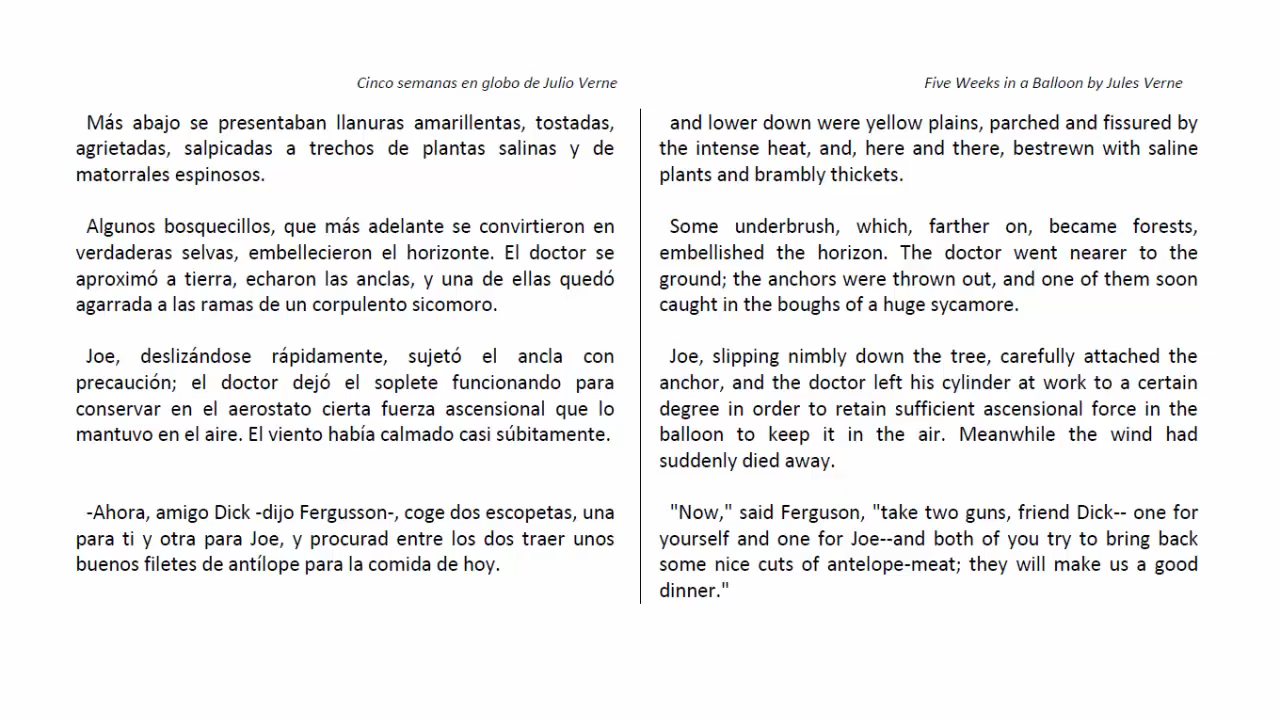 Cinco semanas en globo de Julio Verne
Más abajo se presentaban llanuras amarillentas, tostadas,
agrietadas, salpicadas a trechos de plantas salinas y de
matorrales espinosos.
Algunos bosquecillos, que más adelante se convirtieron en
verdaderas selvas, embellecieron el horizonte. El doctor se
aproximó a tierra, echaron las anclas, y una de ellas quedó
agarrada a las ramas de un corpulento sicomoro.
Joe, deslizándose rápidamente, sujetó el ancla con
precaución; el doctor dejó el soplete funcionando para
conservar en el aerostato cierta fuerza ascensional que lo
mantuvo en el aire. El viento había calmado casi súbitamente.
-Ahora, amigo Dick -dijo Fergusson-, coge dos escopetas, una
para ti y otra para Joe, y procurad entre los dos traer unos
buenos filetes de antílope para la comida de hoy.
Five Weeks in a Balloon by Jules Verne
and lower down were yellow plains, parched and fissured by
the intense heat, and, here and there, bestrewn with saline
plants and brambly thickets.
Some underbrush, which, farther on, became forests,
embellished the horizon. The doctor went nearer to the
ground; the anchors were thrown out, and one of them soon
caught in the boughs of a huge sycamore.
Joe, slipping nimbly down the tree, carefully attached the
anchor, and the doctor left his cylinder at work to a certain
degree in order to retain sufficient ascensional force in the
balloon to keep it in the air. Meanwhile the wind had
suddenly died away.
"Now," said Ferguson, "take two guns, friend Dick-- one for
yourself and one for Joe--and both of you try to bring back
some nice cuts of antelope-meat; they will make us a good
dinner."